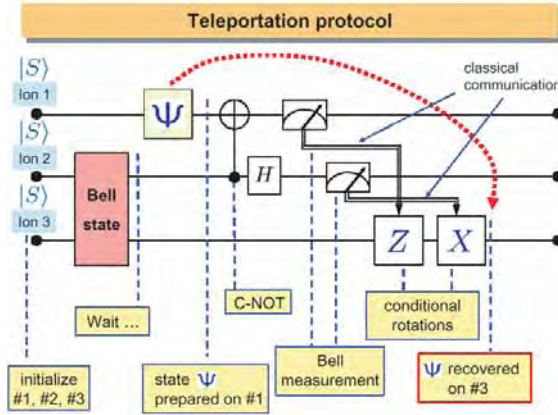 Teleportation protocol
|S⟩
Ion 1
|S⟩
Ion 2
|S⟩
Ion 3
Ψ
classical
communication
H
Bell
state
Z
X
C-NOT
Wait ...
conditional
rotations
initialize
#1, #2, #3
state Ψ
prepared on #1
Bell
measurement
Ψ recovered
on #3